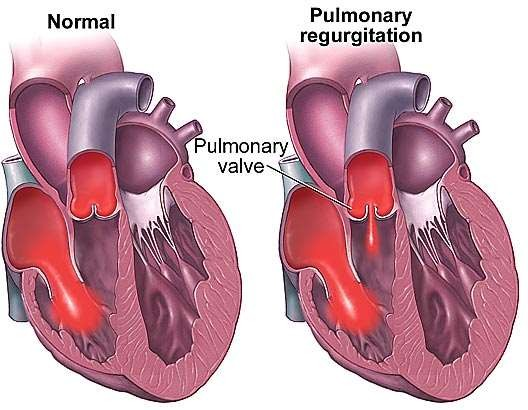 Normal
Pulmonary
regurgitation
Pulmonary
valve